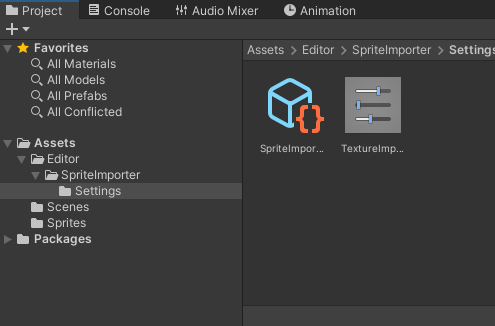 Project Console Audio Mixer Animation
Favorites
All Materials
All Models
All Prefabs
All Conflicted
Assets
Editor
SpriteImporter
Settings
Scenes
Sprites
Packages
Assets > Editor > SpriteImporter > Settings
SpriteImpor... TextureImp...